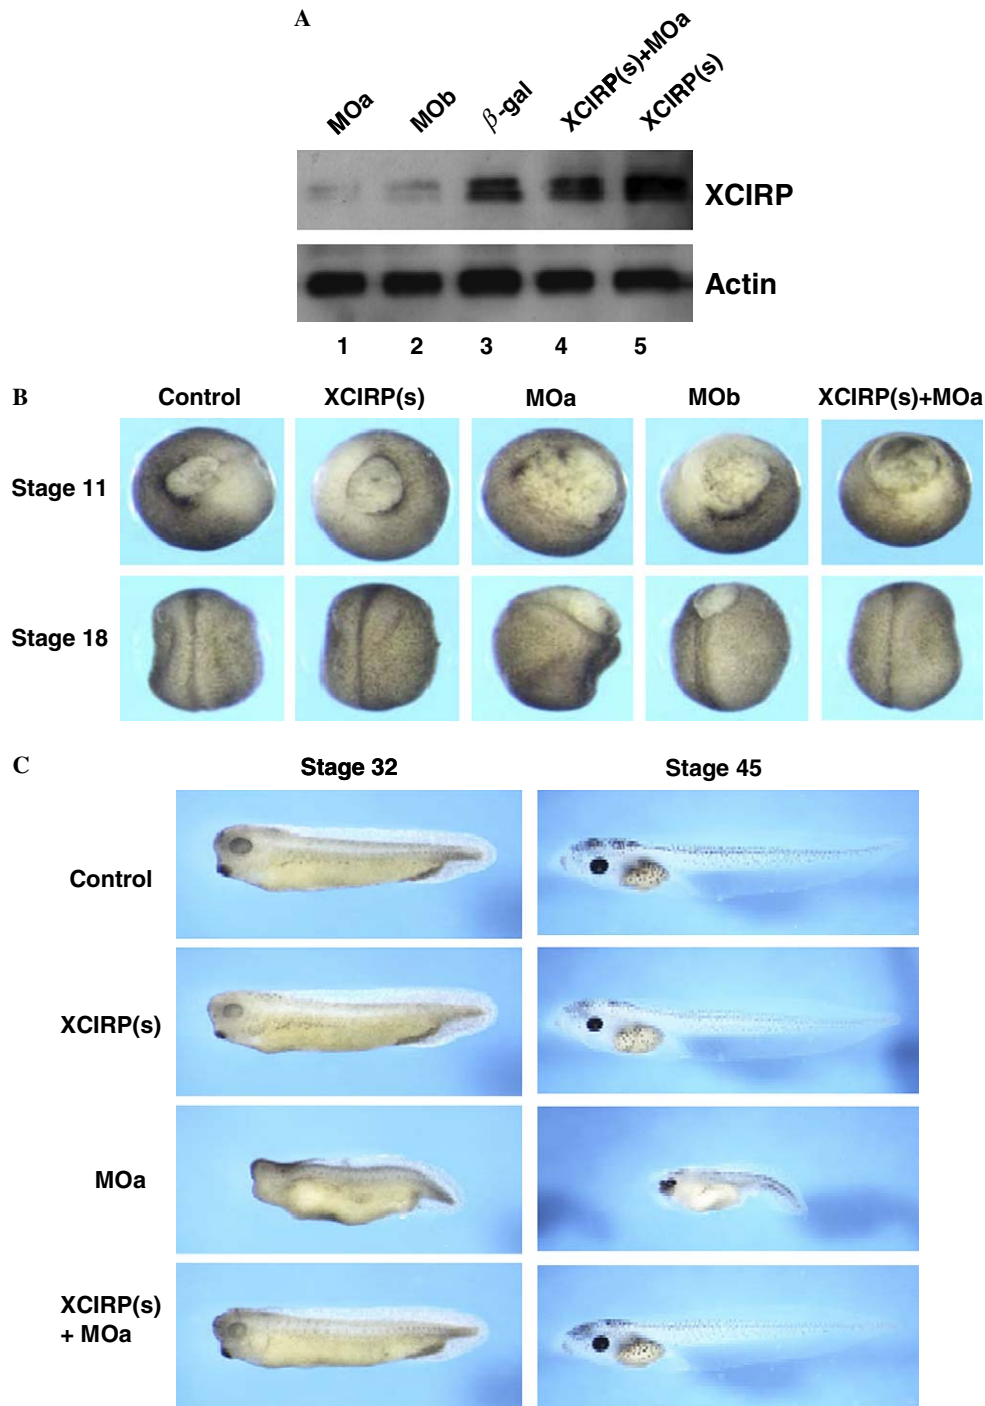 A
MOa MOb β-gal XCIRP(s)+MOa XCIRP(s)
XCIRP
Actin
1 2 3 4 5
B
Control XCIRP(s) MOa MOb XCIRP(s)+MOa
Stage 11
Stage 18
C
Stage 32 Stage 45
Control
XCIRP(s)
MOa
XCIRP(s)
+ MOa